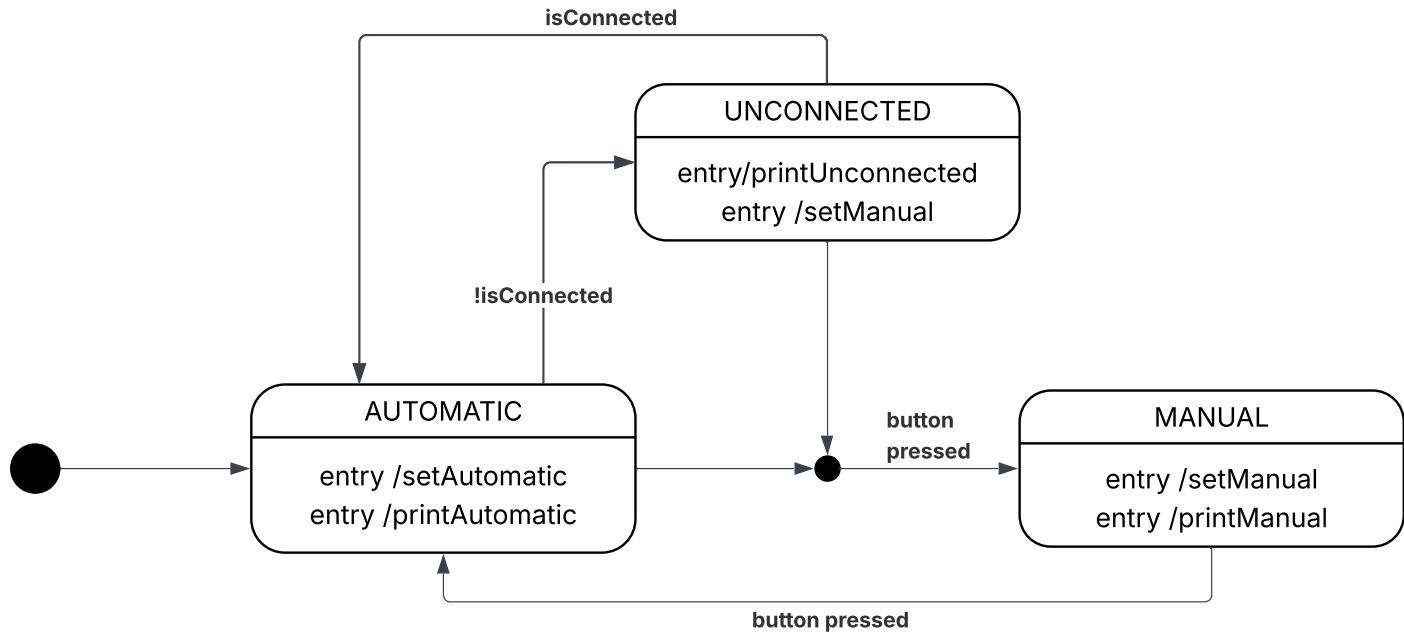 isConnected
UNCONNECTED
entry/printUnconnected
entry /setManual
!isConnected
AUTOMATIC
entry /setAutomatic
entry /printAutomatic
button
pressed
MANUAL
entry /setManual
entry /printManual
button pressed